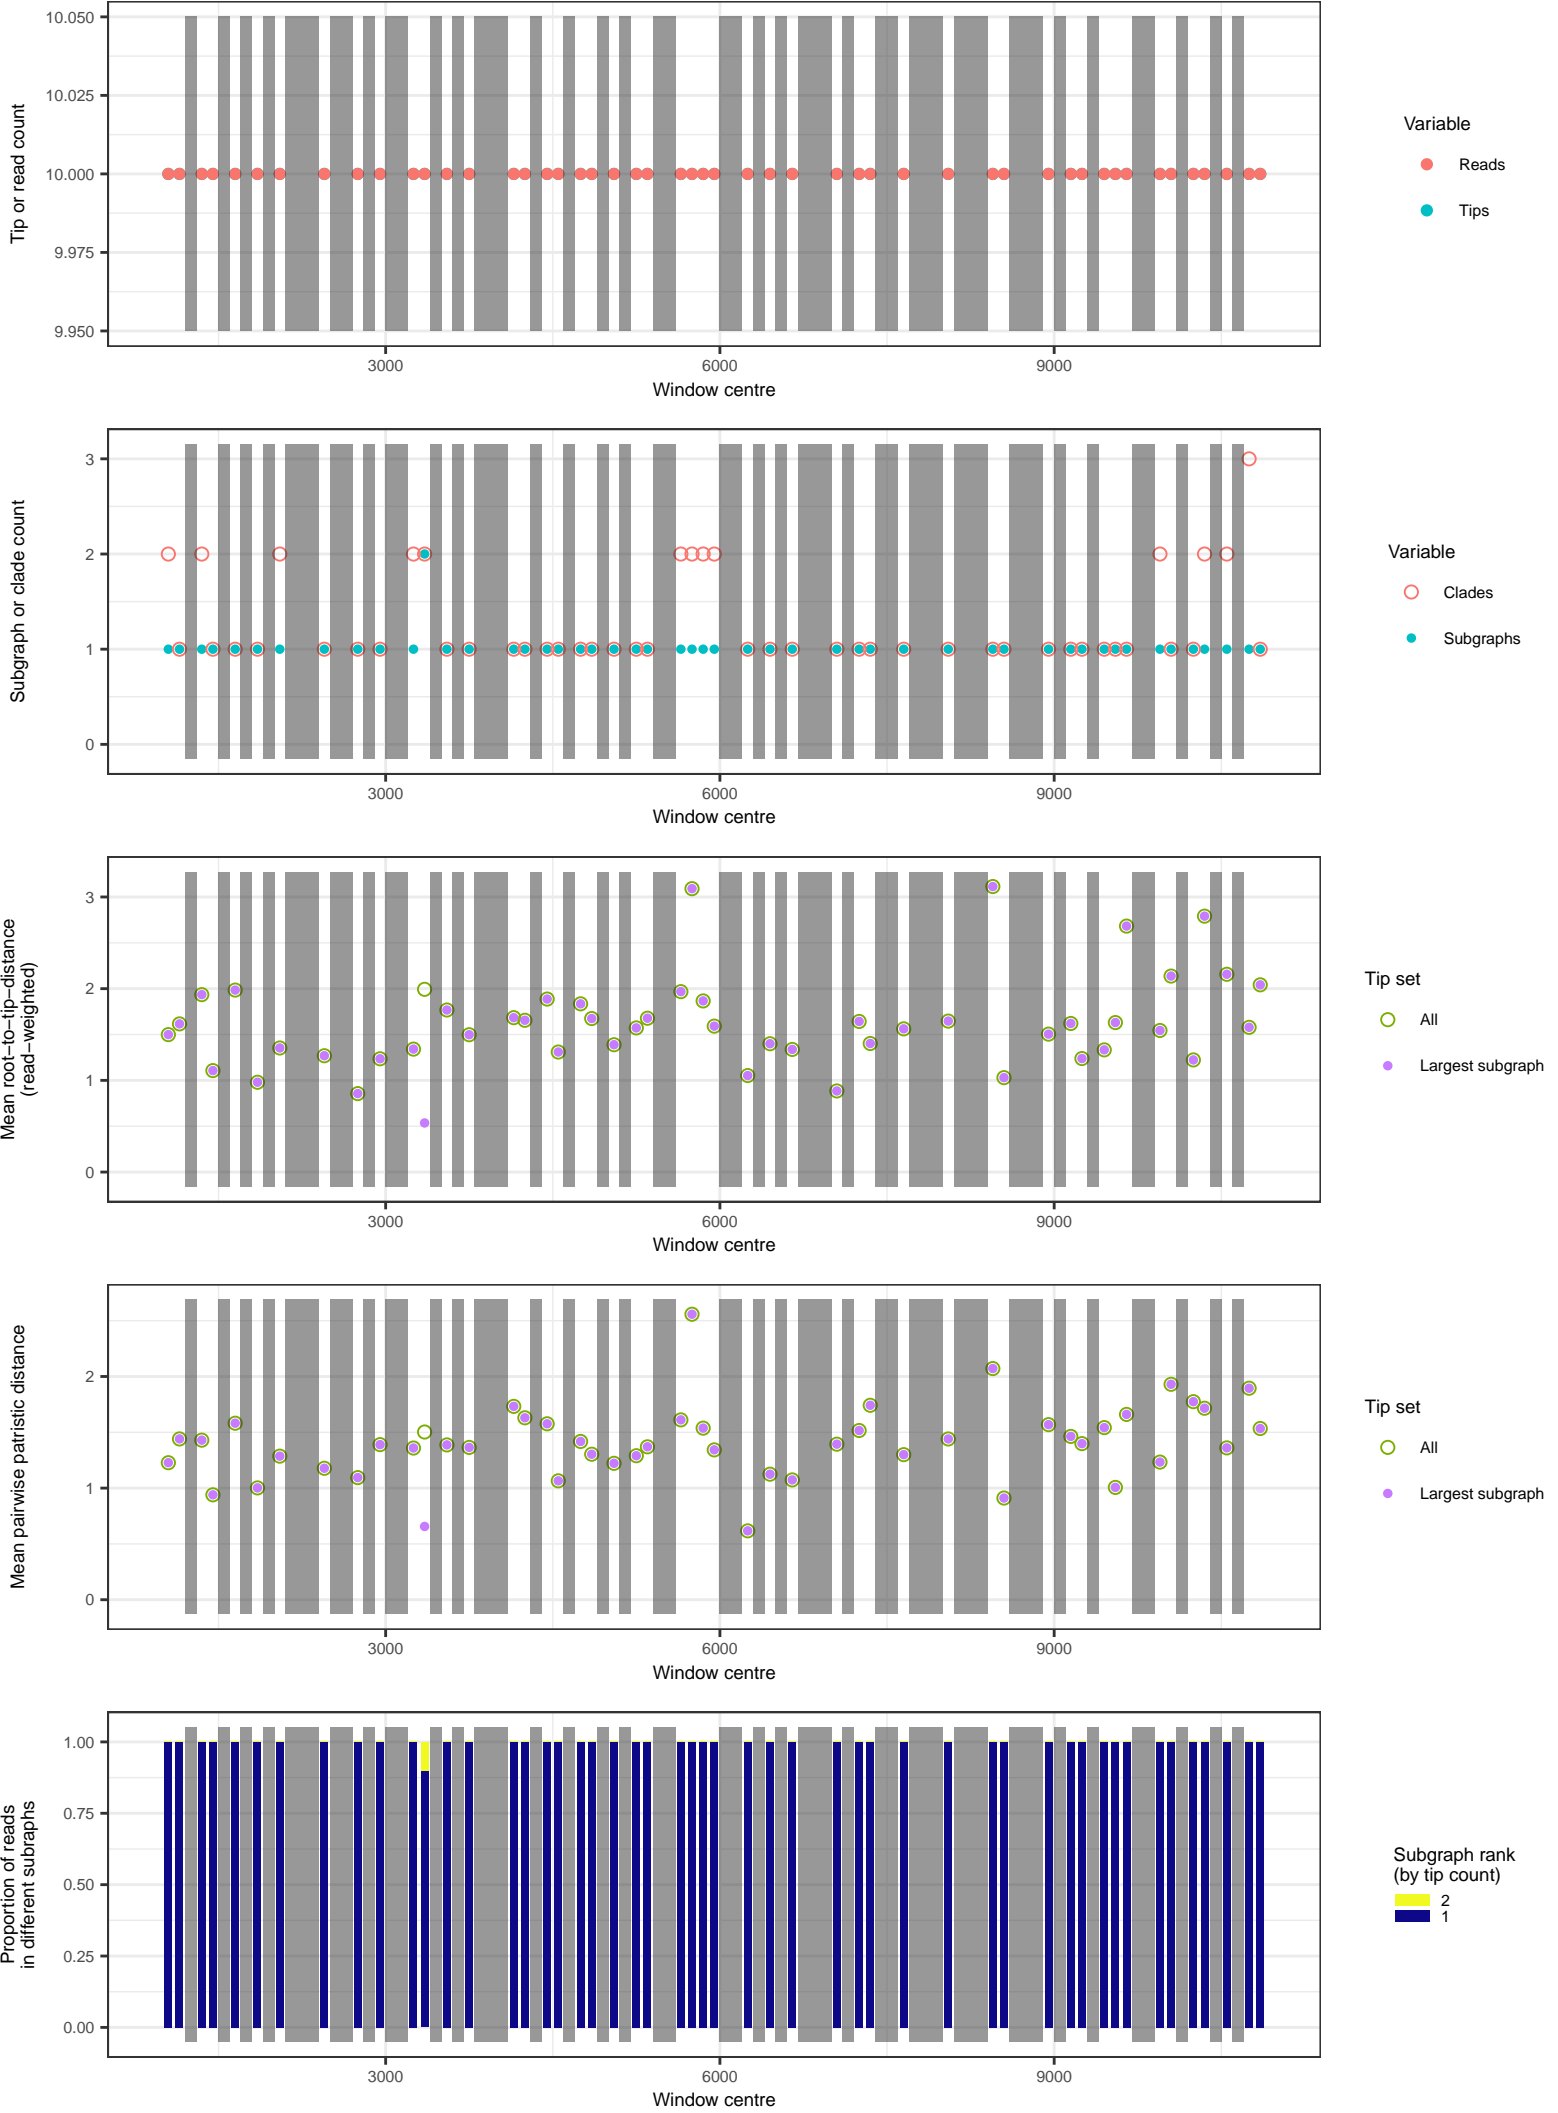 Tip or read count
10.050
10.025
10.000
9.975
9.950
3000 6000 9000
Window centre
Variable
Reads
Tips
Subgraph or clade count
3
2
1
0
3000 6000 9000
Window centre
Variable
Clades
Subgraphs
Mean root−to−tip−distance
(read−weighted)
3
2
1
0
3000 6000 9000
Window centre
Tip set
All
Largest subgraph
Mean pairwise patristic distance
2
1
0
3000 6000 9000
Window centre
Tip set
All
Largest subgraph
Proportion of reads
in different subraphs
1.00
0.75
0.50
0.25
0.00
3000 6000 9000
Window centre
Subgraph rank
(by tip count)
2
1